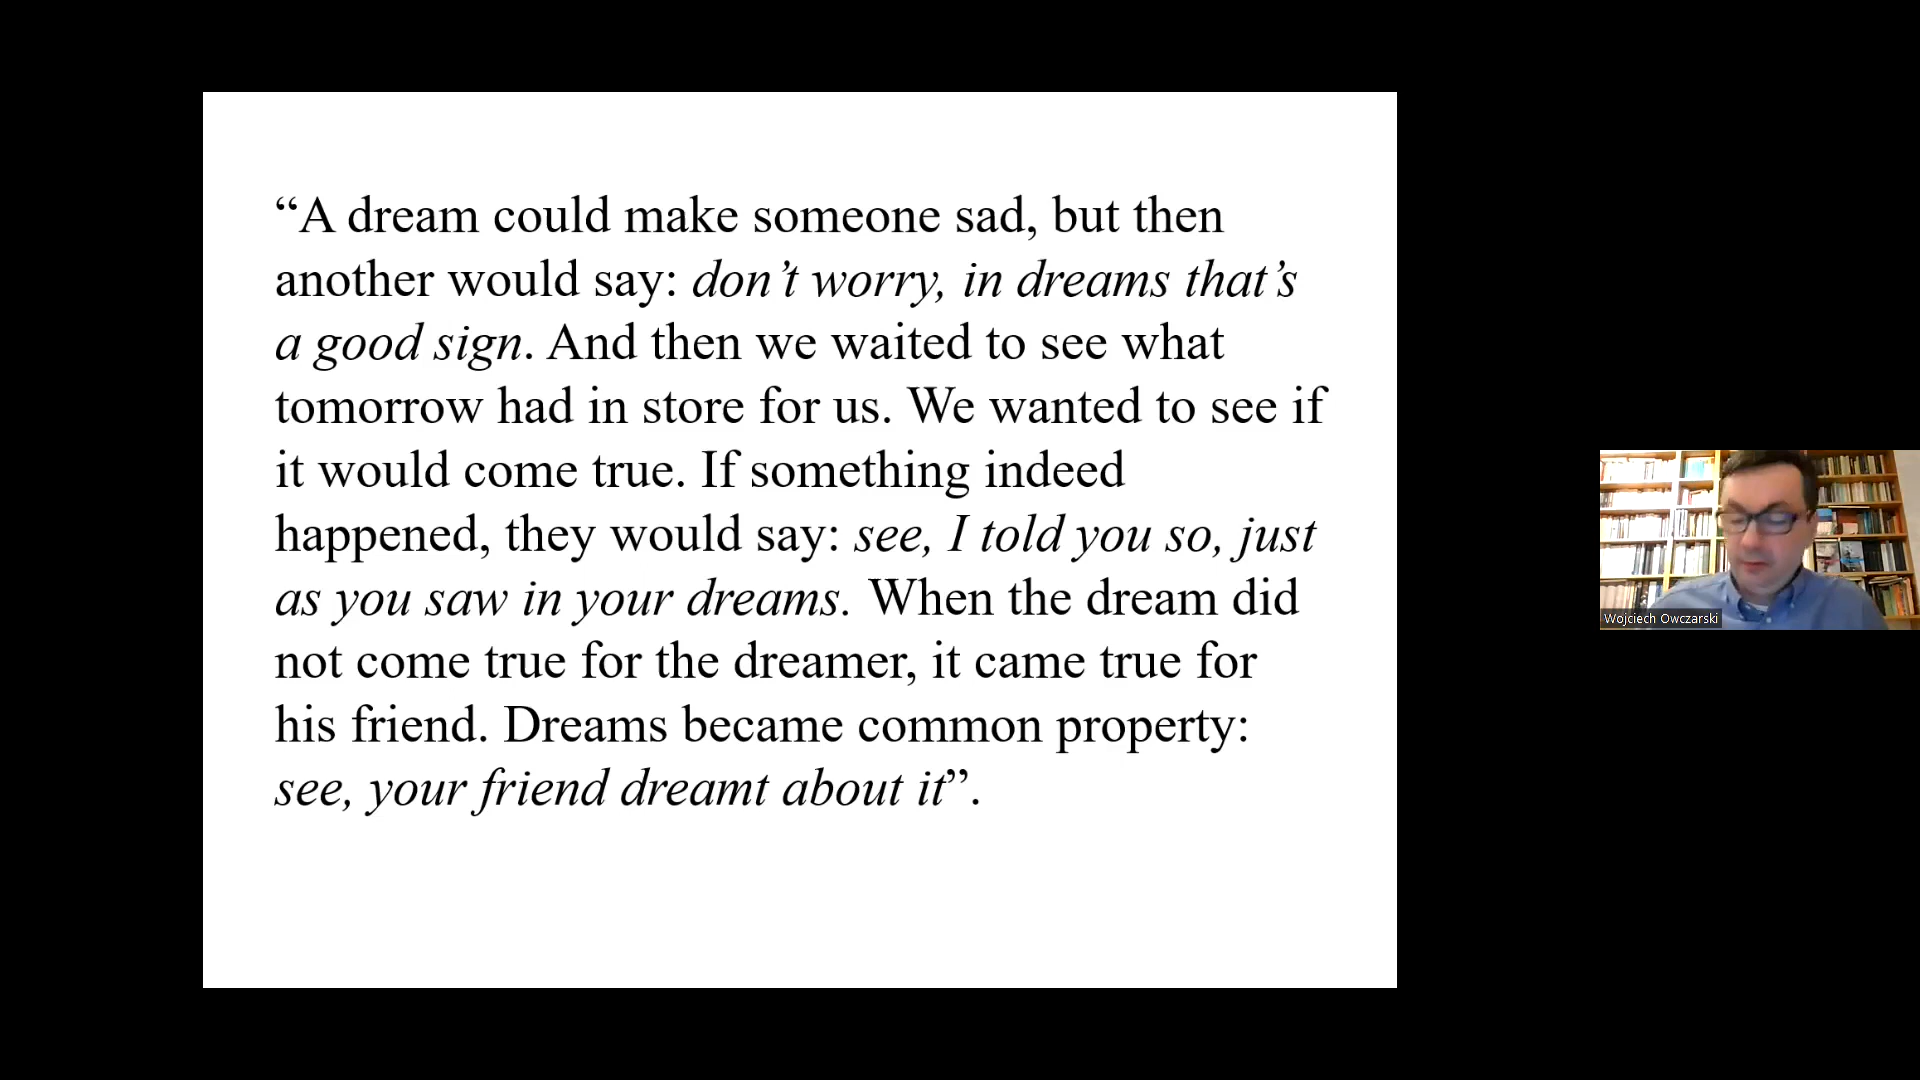 “A dream could make someone sad, but then
another would say: don’t worry, in dreams that’s
a good sign. And then we waited to see what
tomorrow had in store for us. We wanted to see if
it would come true. If something indeed
happened, they would say: see, I told you so, just
as you saw in your dreams. When the dream did
not come true for the dreamer, it came true for
his friend. Dreams became common property:
see, your friend dreamt about it”.
Wojciech Owczarski